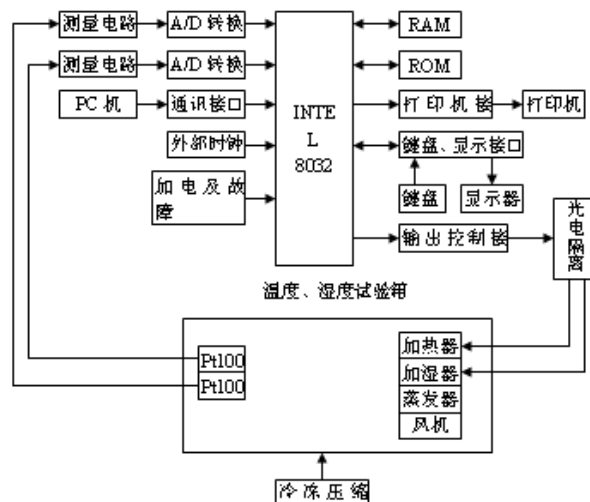 测量电路
A/D 转换
RAM
测量电路
A/D 转换
ROM
PC 机
通讯接口
INTE
L
8032
打印机接
打印机
外部时钟
键盘、显示接口
加电及故
障
键盘
显示器
输出控制接
光电隔离
温度、湿度试验箱
Pt100
Pt100
加热器
加湿器
蒸发器
风机
冷冻压缩